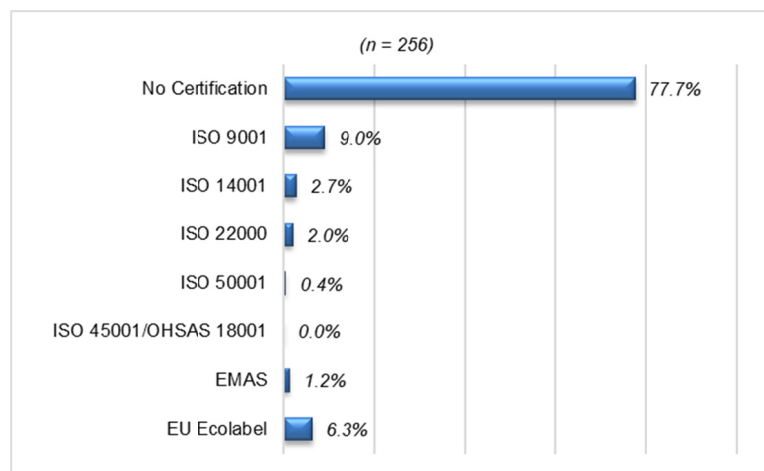 (n = 256)
No Certification 77.7%
ISO 9001 9.0%
ISO 14001 2.7%
ISO 22000 2.0%
ISO 50001 0.4%
ISO 45001/OHSAS 18001 0.0%
EMAS 1.2%
EU Ecolabel 6.3%